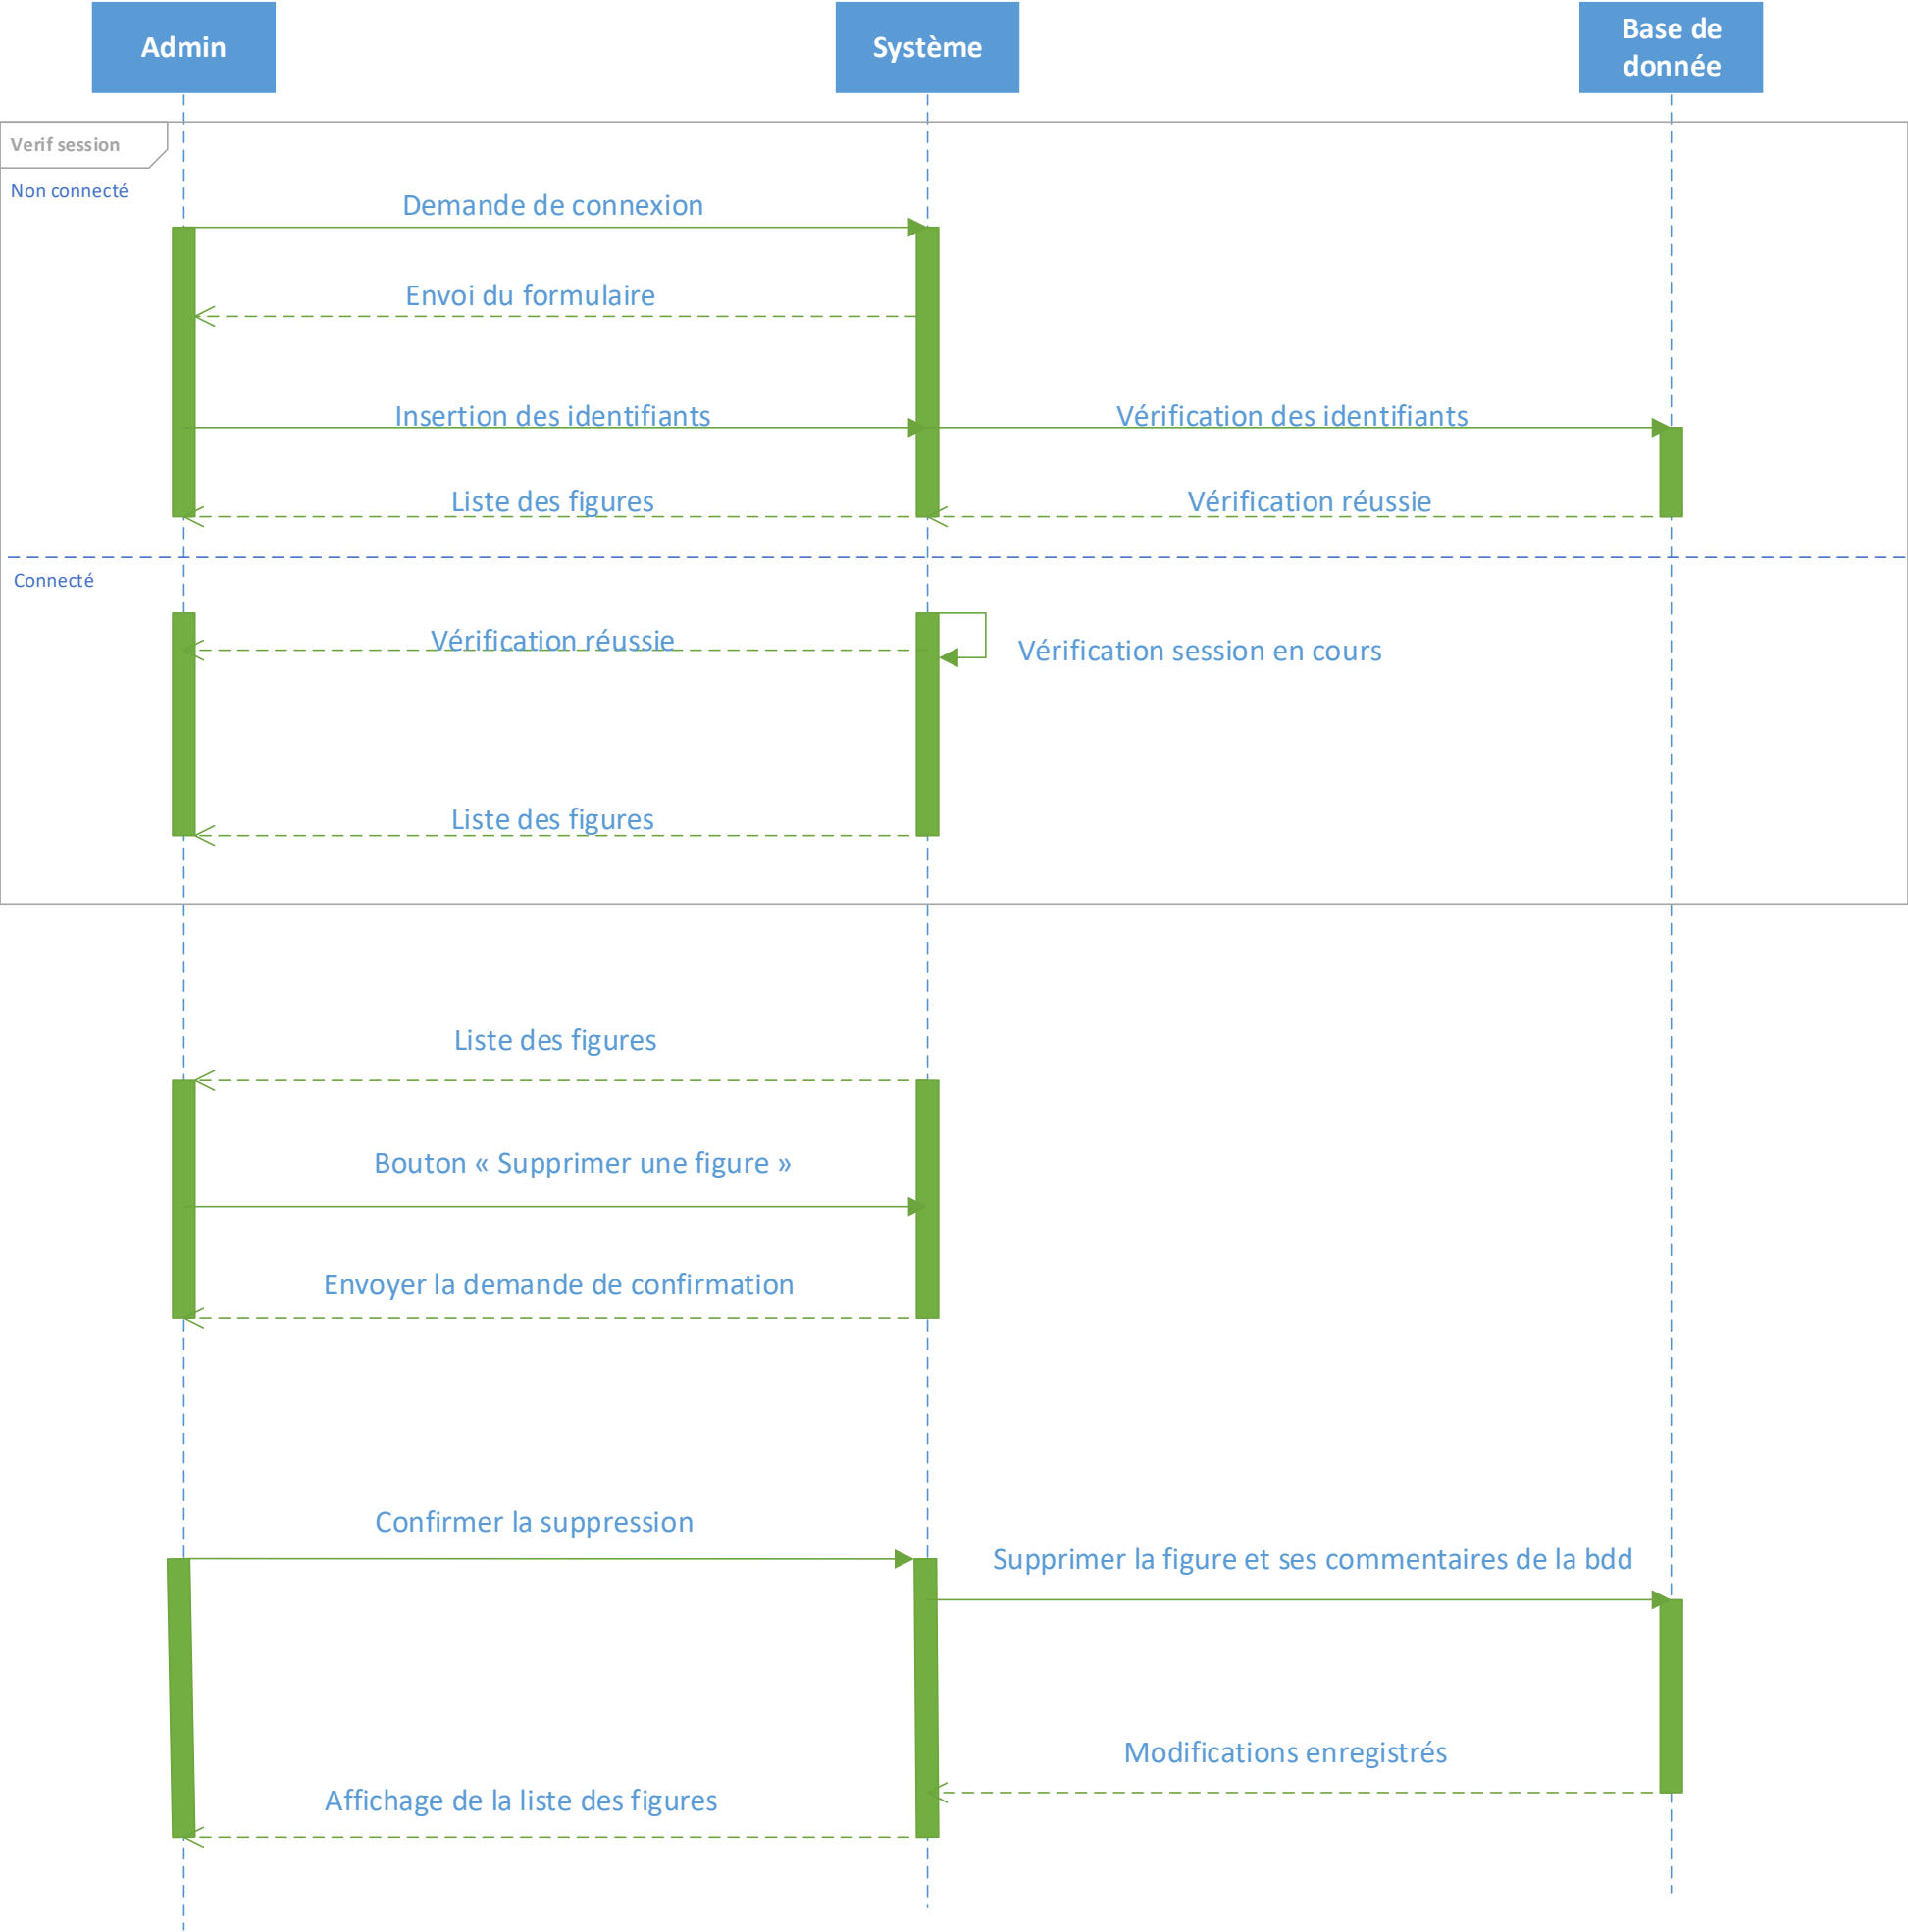 Admin
Système
Base de
donnée
Verif session
Non connecté
Demande de connexion
Envoi du formulaire
Insertion des identifiants
Vérification des identifiants
Liste des figures
Vérification réussie
Connecté
Vérification réussie
Vérification session en cours
Liste des figures
Liste des figures
Bouton « Supprimer une figure »
Envoyer la demande de confirmation
Confirmer la suppression
Supprimer la figure et ses commentaires de la bdd
Modifications enregistrés
Affichage de la liste des figures